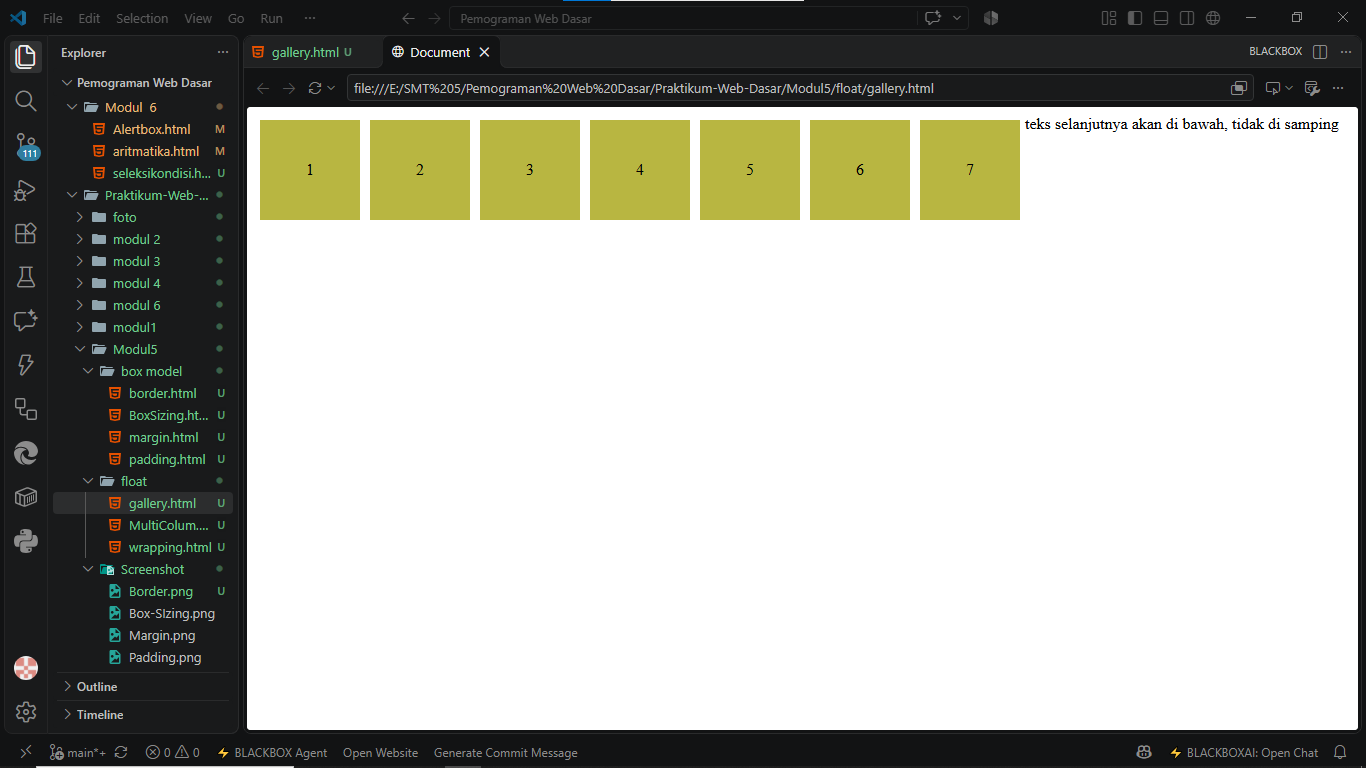 File Edit Selection View Go Run ··· Pemograman Web Dasar
Explorer ···
gallery.html U Document BLACKBOX ···
file:///E:/SMT%205/Pemograman%20Web%20Dasar/Praktikum-Web-Dasar/Modul5/float/gallery.html ···
Pemograman Web Dasar
Modul 6
Alertbox.html M
aritmatika.html M
seleksikondisi.h... U
Praktikum-Web-...
foto
modul 2
modul 3
modul 4
modul 6
modul1
Modul5
box model
border.html U
BoxSizing.ht... U
margin.html U
padding.html U
float
gallery.html U
MultiColum.... U
wrapping.html U
Screenshot
Border.png U
Box-SIzing.png
Margin.png
Padding.png
Outline
Timeline
111
1 2 3 4 5 6 7 teks selanjutnya akan di bawah, tidak di samping
main*+ 0 0 BLACKBOX Agent Open Website Generate Commit Message BLACKBOXAI: Open Chat